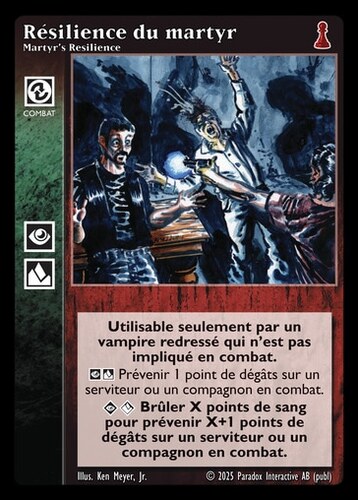 Résilience du martyr
Martyr's Resilience
COMBAT
Utilisable seulement par un
vampire redressé qui n'est pas
impliqué en combat.
Prévenir 1 point de dégâts sur un
serviteur ou un compagnon en combat.
Brûler X points de sang
pour prévenir X+1 points de
dégâts sur un serviteur ou un
compagnon en combat.
Illus. Ken Meyer, Jr. © 2025 Paradox Interactive AB (publ)